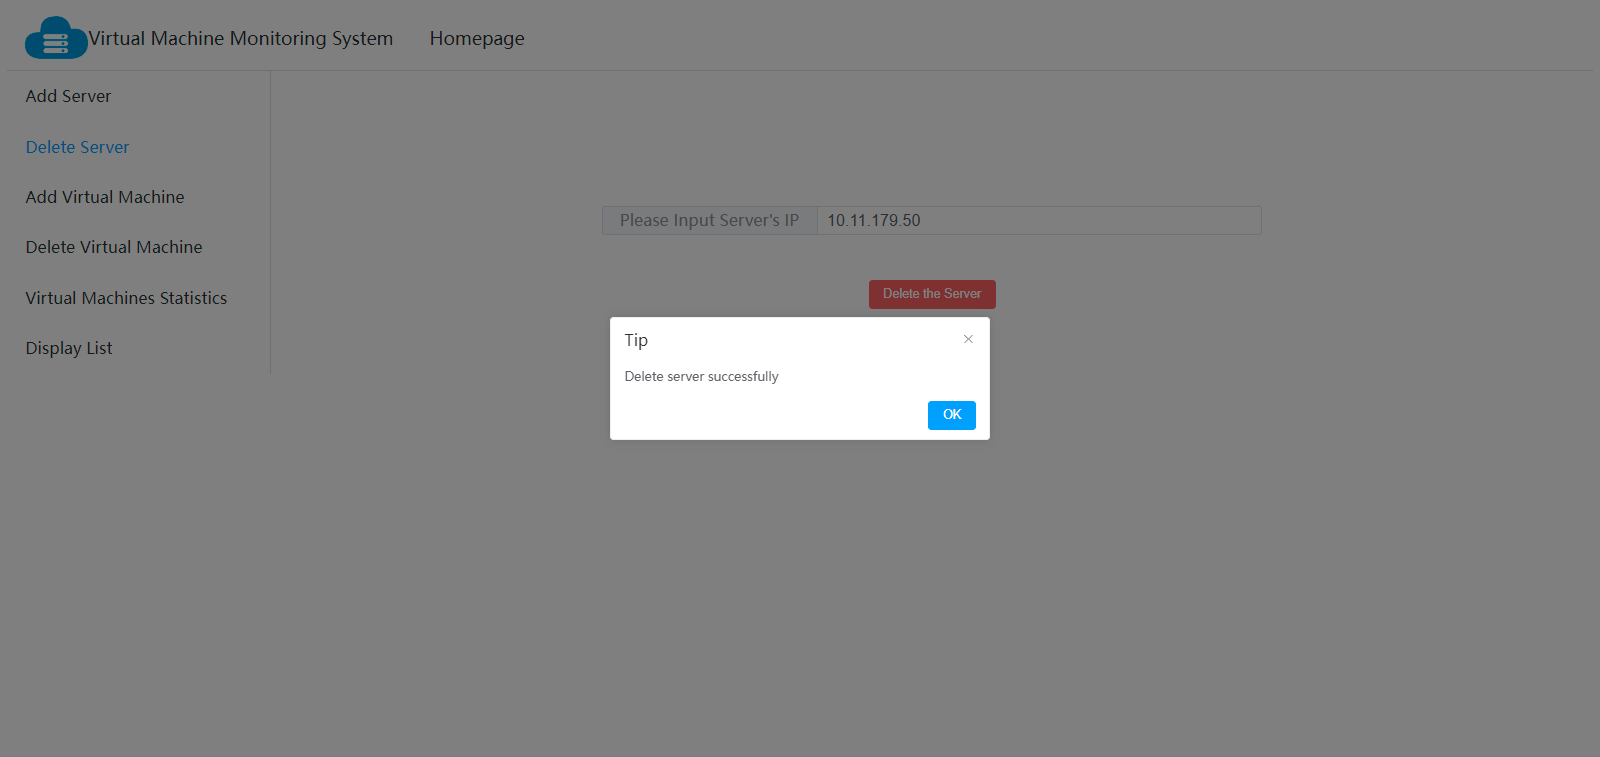 Virtual Machine Monitoring System Homepage
Add Server
Delete Server
Add Virtual Machine
Delete Virtual Machine
Virtual Machines Statistics
Display List
Please Input Server's IP 10.11.179.50
Delete the Server
Tip
Delete server successfully
OK